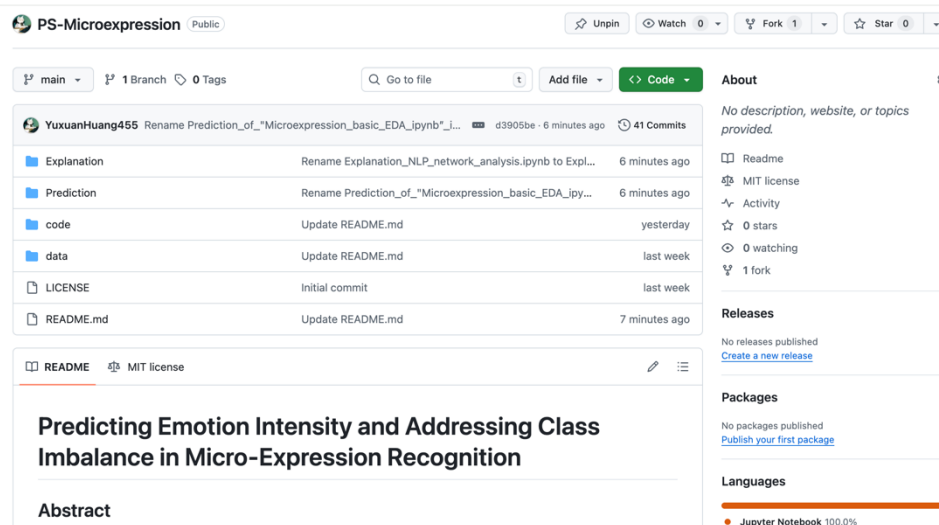 PS-Microexpression Public
Unpin Watch 0 Fork 1 Star 0
main 1 Branch 0 Tags Go to file t Add file <> Code
YuxuanHuang455 Rename Prediction_of_"Microexpression_basic_EDA_ipynb"_i... d3905be · 6 minutes ago 41 Commits
Explanation Rename Explanation_NLP_network_analysis.ipynb to Expl... 6 minutes ago
Prediction Rename Prediction_of_"Microexpression_basic_EDA_ipy... 6 minutes ago
code Update README.md yesterday
data Update README.md last week
LICENSE Initial commit last week
README.md Update README.md 7 minutes ago
README MIT license
Predicting Emotion Intensity and Addressing Class
Imbalance in Micro-Expression Recognition
Abstract
About
No description, website, or topics
provided.
Readme
MIT license
Activity
0 stars
0 watching
1 fork
Releases
No releases published
Create a new release
Packages
No packages published
Publish your first package
Languages
Jupyter Notebook 100.0%